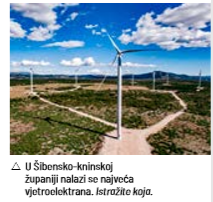 △ U Šibensko-kninskoj
županiji nalazi se najveća
vjetroelektrana. Istražite koja.